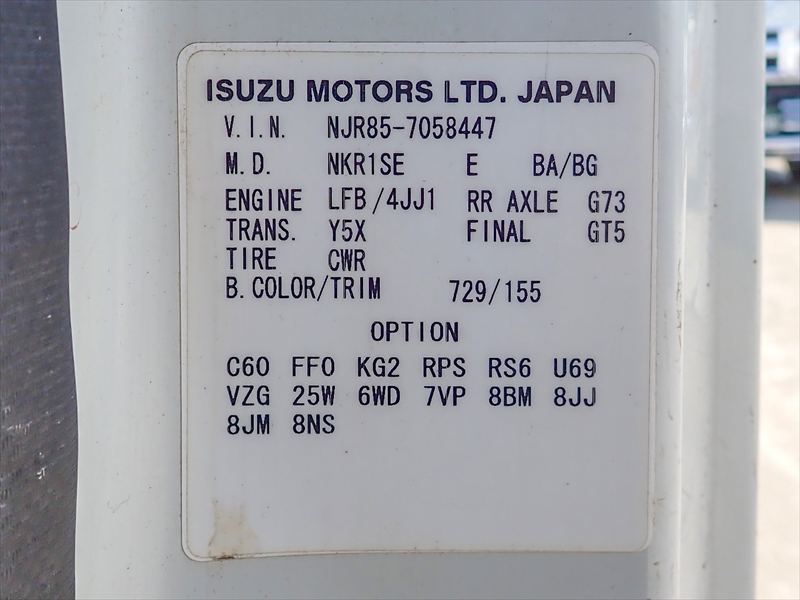 ISUZU MOTORS LTD. JAPAN
V.I.N. NJR85-7058447
M.D. NKR1SE E BA/BG
ENGINE LFB/4JJ1 RR AXLE G73
TRANS. Y5X FINAL GT5
TIRE CWR
B.COLOR/TRIM 729/155
OPTION
C60 FF0 KG2 RPS RS6 U69
VZG 25W 6WD 7VP 8BM 8JJ
8JM 8NS